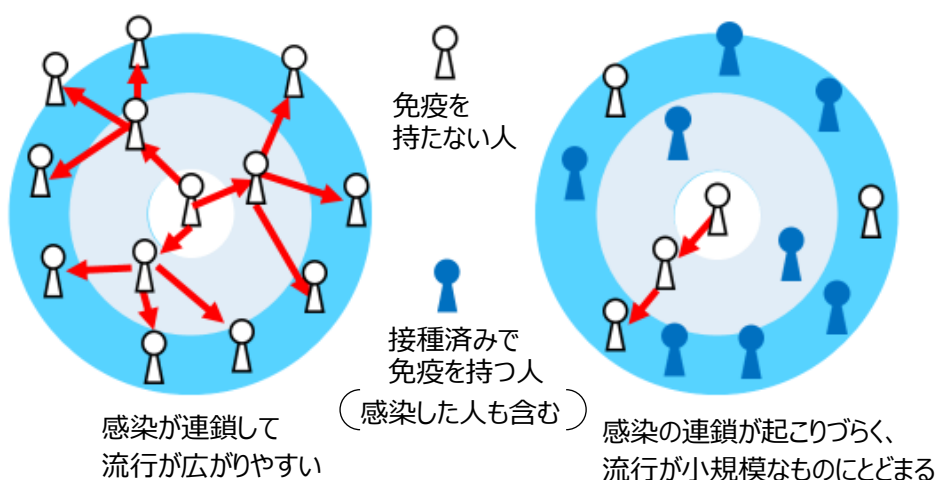 免疫を
持たない人
接種済みで
免疫を持つ人
（感染した人も含む）
感染が連鎖して
流行が広がりやすい
感染の連鎖が起こりづらく、
流行が小規模なものにとどまる